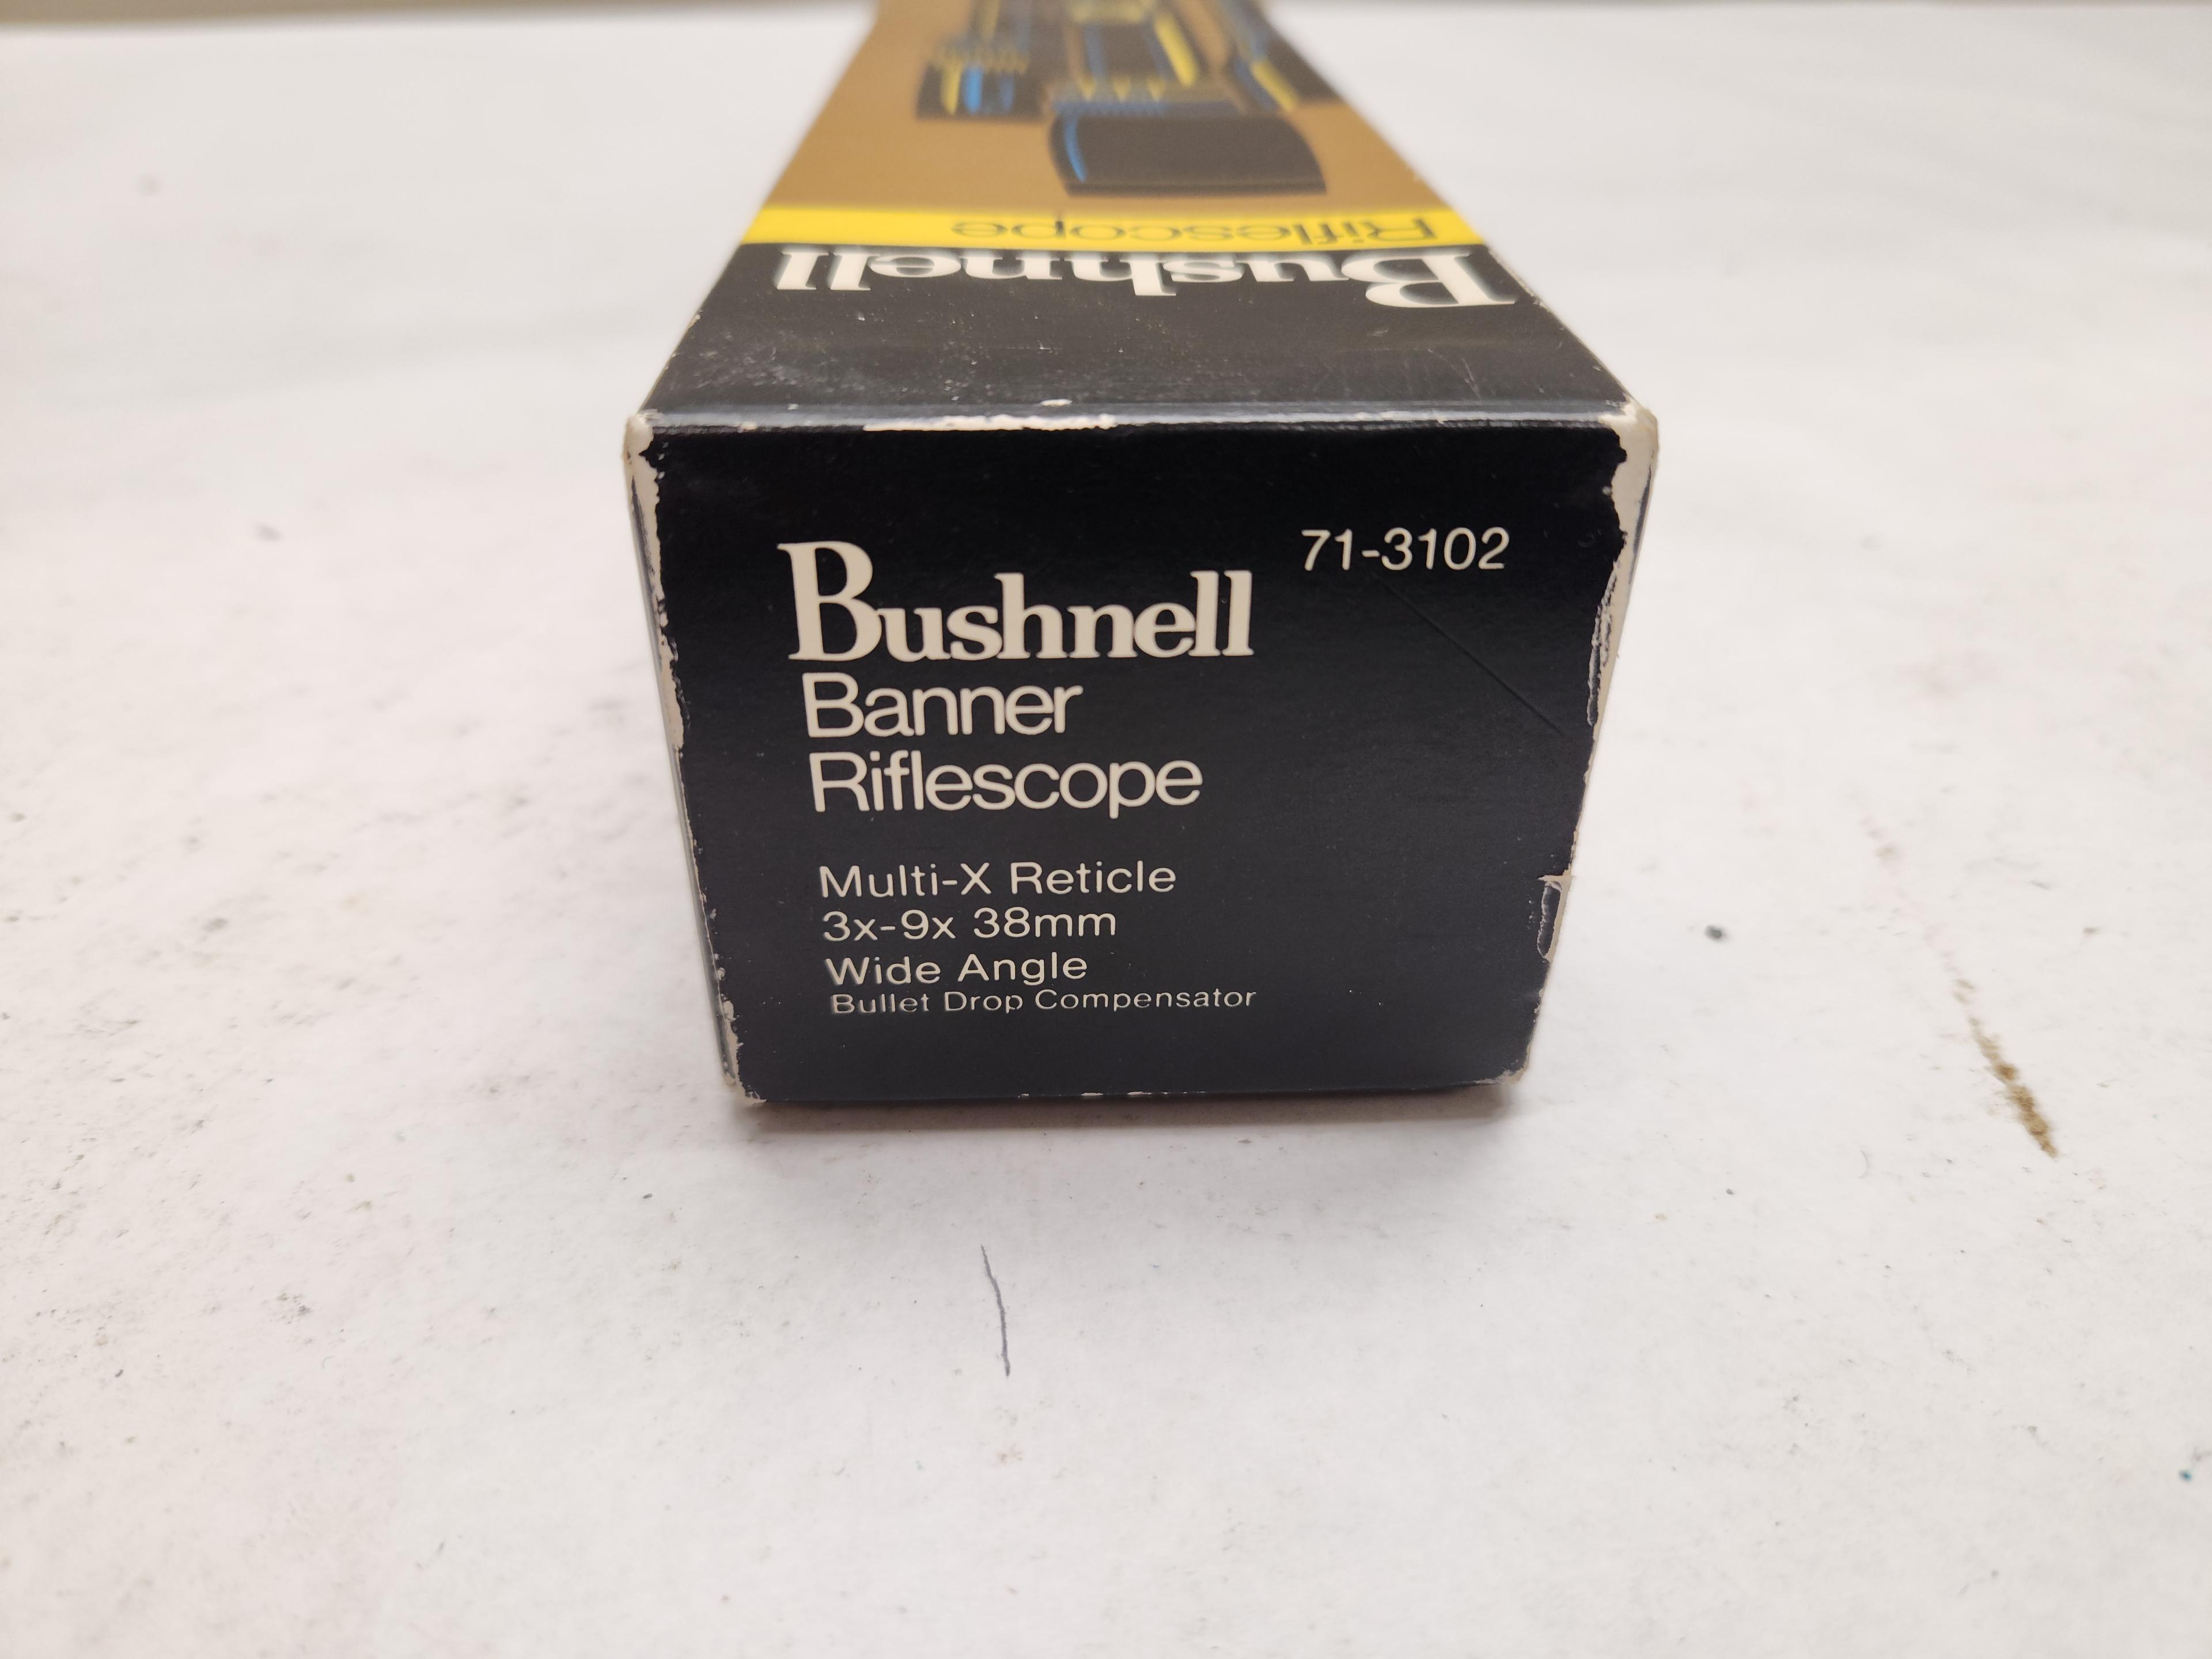 Riflescope
Bushnell
Bushnell
71-3102
Banner
Riflescope
Multi-X Reticle
3x-9x 38mm
Wide Angle
Bullet Drop Compensator